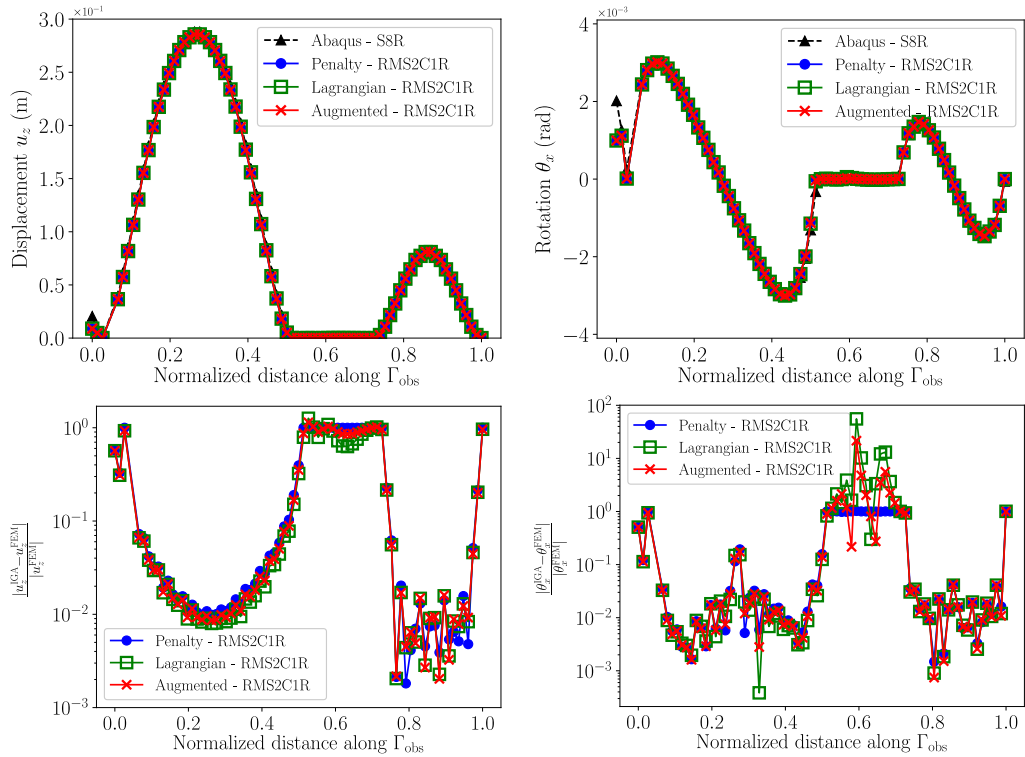 ×10⁻¹
3.0
2.5
2.0
1.5
1.0
0.5
0.0
Displacement u_z (m)
0.0 0.2 0.4 0.6 0.8 1.0
Normalized distance along Γ_obs
Abaqus - S8R
Penalty - RMS2C1R
Lagrangian - RMS2C1R
Augmented - RMS2C1R
×10⁻³
4
2
0
−2
−4
Rotation θ_x (rad)
0.0 0.2 0.4 0.6 0.8 1.0
Normalized distance along Γ_obs
Abaqus - S8R
Penalty - RMS2C1R
Lagrangian - RMS2C1R
Augmented - RMS2C1R
10⁰
10⁻¹
10⁻²
10⁻³
|u_z^IGA−u_z^FEM|
|u_z^FEM|
0.0 0.2 0.4 0.6 0.8 1.0
Normalized distance along Γ_obs
Penalty - RMS2C1R
Lagrangian - RMS2C1R
Augmented - RMS2C1R
10²
10¹
10⁰
10⁻¹
10⁻²
10⁻³
|θ_x^IGA−θ_x^FEM|
|θ_x^FEM|
0.0 0.2 0.4 0.6 0.8 1.0
Normalized distance along Γ_obs
Penalty - RMS2C1R
Lagrangian - RMS2C1R
Augmented - RMS2C1R